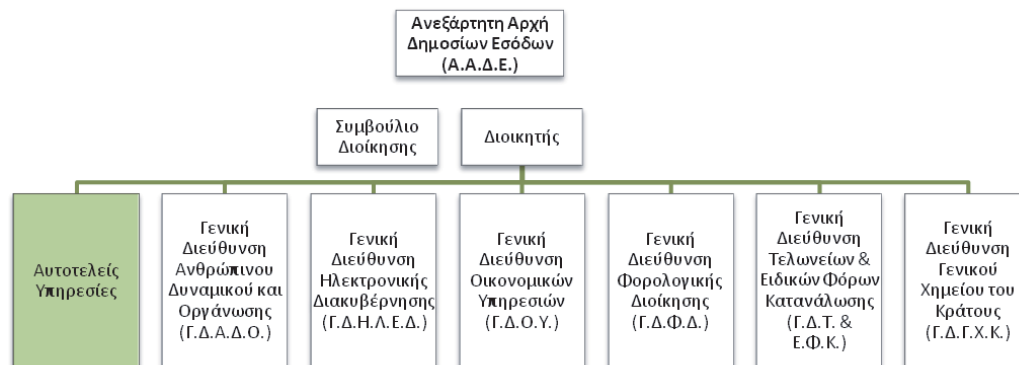 Ανεξάρτητη Αρχή
Δημοσίων Εσόδων
(Α.Α.Δ.Ε.)
Συμβούλιο
Διοίκησης
Διοικητής
Αυτοτελείς
Υπηρεσίες
Γενική
Διεύθυνση
Ανθρώπινου
Δυναμικού και
Οργάνωσης
(Γ.Δ.Α.Δ.Ο.)
Γενική
Διεύθυνση
Ηλεκτρονικής
Διακυβέρνησης
(Γ.Δ.Η.Λ.Ε.Δ.)
Γενική
Διεύθυνση
Οικονομικών
Υπηρεσιών
(Γ.Δ.Ο.Υ.)
Γενική
Διεύθυνση
Φορολογικής
Διοίκησης
(Γ.Δ.Φ.Δ.)
Γενική
Διεύθυνση
Τελωνείων &
Ειδικών Φόρων
Κατανάλωσης
(Γ.Δ.Τ. &
Ε.Φ.Κ.)
Γενική
Διεύθυνση
Γενικού
Χημείου του
Κράτους
(Γ.Δ.Γ.Χ.Κ.)